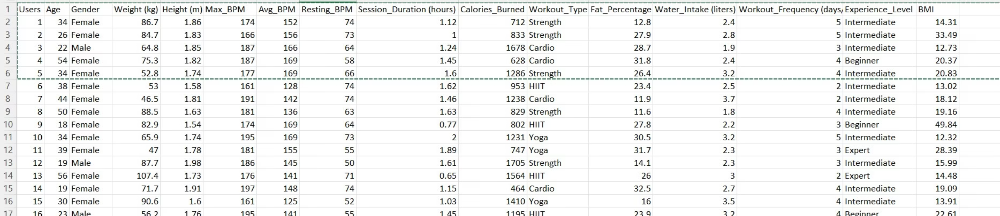 1 Users Age Gender Weight (kg) Height (m) Max_BPM Avg_BPM Resting_BPM Session_Duration (hours) Calories_Burned Workout_Type Fat_Percentage Water_Intake (liters) Workout_Frequency (days/ Experience_Level BMI
2 1 34 Female 86.7 1.86 174 152 74 1.12 712 Strength 12.8 2.4 5 Intermediate 14.31
3 2 26 Female 84.7 1.83 166 156 73 1 833 Strength 27.9 2.8 5 Intermediate 33.49
4 3 22 Male 64.8 1.85 187 166 64 1.24 1678 Cardio 28.7 1.9 3 Intermediate 12.73
5 4 54 Female 75.3 1.82 187 169 58 1.45 628 Cardio 31.8 2.4 4 Beginner 20.37
6 5 34 Female 52.8 1.74 177 169 66 1.6 1286 Strength 26.4 3.2 4 Intermediate 20.83
7 6 38 Female 53 1.58 161 128 74 1.62 953 HIIT 23.4 2.5 2 Intermediate 13.02
8 7 44 Female 46.5 1.81 191 142 74 1.46 1238 Cardio 11.9 3.7 2 Intermediate 18.12
9 8 50 Female 88.5 1.63 181 136 63 1.63 829 Strength 11.6 1.8 4 Intermediate 19.16
10 9 18 Female 82.9 1.54 174 169 64 0.77 802 HIIT 27.8 2.2 3 Beginner 49.84
11 10 34 Female 65.9 1.74 195 169 73 2 1231 Yoga 30.5 3.2 5 Intermediate 12.32
12 11 39 Female 47 1.78 181 155 55 1.89 747 Yoga 31.7 2.3 3 Expert 28.39
13 12 19 Male 87.7 1.98 186 145 50 1.61 1705 Strength 14.1 2.3 3 Intermediate 15.99
14 13 56 Female 107.4 1.73 176 141 71 0.65 1564 HIIT 26 3 2 Expert 14.48
15 14 19 Female 71.7 1.91 197 148 74 1.15 464 Cardio 32.5 2.7 4 Intermediate 19.09
16 15 30 Female 90.6 1.6 161 125 52 1.03 1410 Yoga 16 3.5 4 Intermediate 13.91
17 16 23 Male 56.2 1.76 195 141 55 1.45 1195 HIIT 23.9 3.2 4 Beginner 22.61